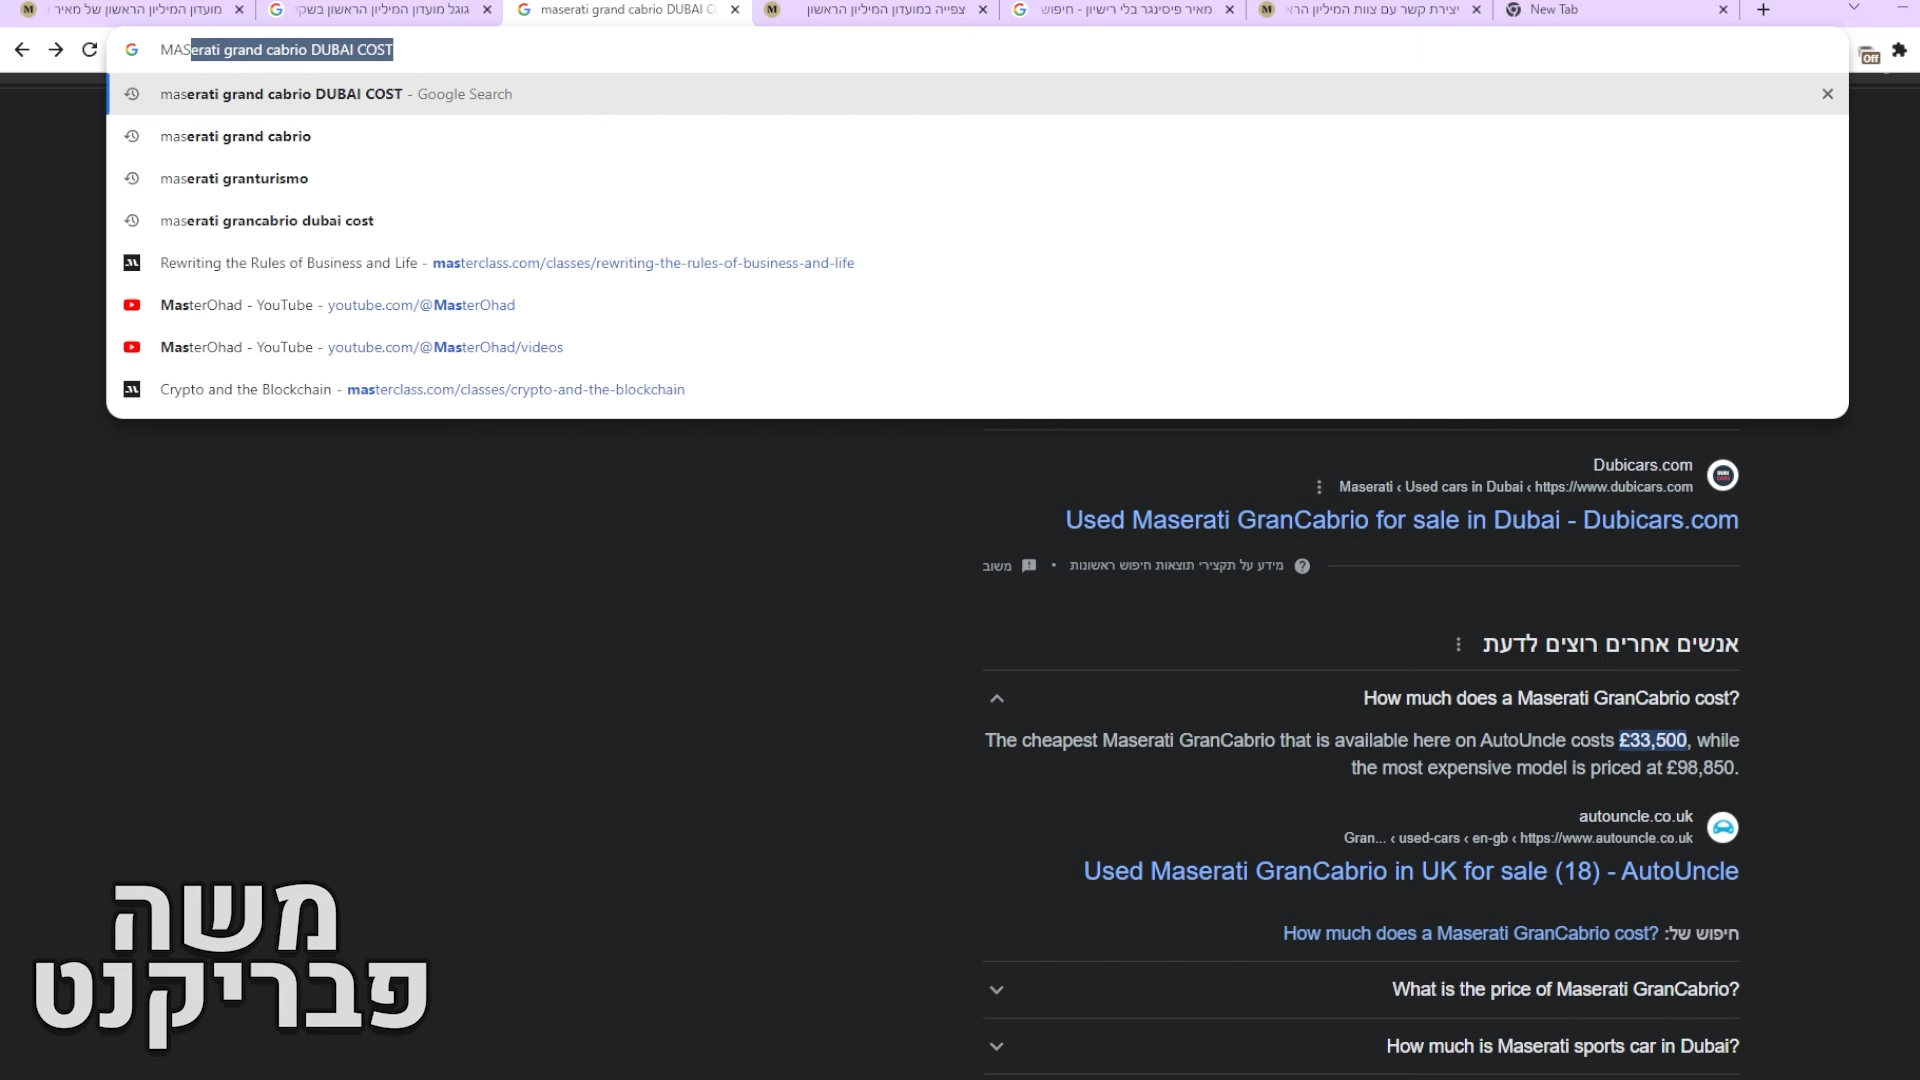 מועדון המיליון הראשון של מאיר
גוגל מועדון המיליון הראשון בשקל
maserati grand cabrio DUBAI C
צפייה במועדון המיליון הראשון
מאיר פיסינגר בלי רישיון - חיפוש
יצירת קשר עם צוות המיליון הרא
New Tab
MASerati grand cabrio DUBAI COST
Off
maserati grand cabrio DUBAI COST - Google Search
maserati grand cabrio
maserati granturismo
maserati grancabrio dubai cost
Rewriting the Rules of Business and Life - masterclass.com/classes/rewriting-the-rules-of-business-and-life
MasterOhad - YouTube - youtube.com/@MasterOhad
MasterOhad - YouTube - youtube.com/@MasterOhad/videos
Crypto and the Blockchain - masterclass.com/classes/crypto-and-the-blockchain
Dubicars.com
Maserati ‹ Used cars in Dubai ‹ https://www.dubicars.com
Used Maserati GranCabrio for sale in Dubai - Dubicars.com
מידע על תקצירי תוצאות חיפוש ראשונות • משוב
אנשים אחרים רוצים לדעת
How much does a Maserati GranCabrio cost?
The cheapest Maserati GranCabrio that is available here on AutoUncle costs £33,500, while
the most expensive model is priced at £98,850.
autouncle.co.uk
Gran... ‹ used-cars ‹ en-gb ‹ https://www.autouncle.co.uk
Used Maserati GranCabrio in UK for sale (18) - AutoUncle
חיפוש של: How much does a Maserati GranCabrio cost?
What is the price of Maserati GranCabrio?
How much is Maserati sports car in Dubai?
משה
פבריקנט